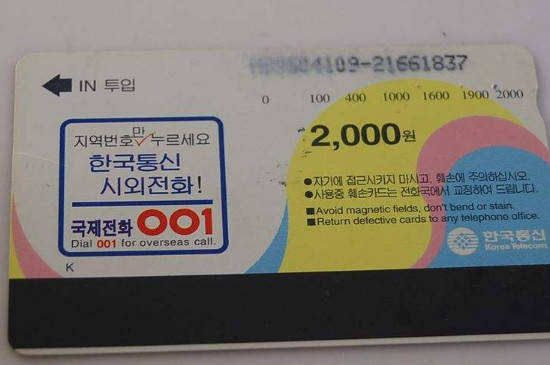 IN 투입
0 100 400 1000 1600 1900 2000
2,000원
지역번호만 누르세요
한국통신
시외전화!
국제전화 001
Dial 001 for overseas call.
K
●자기에 접근시키지 마시고, 훼손에 주의하십시오.
●사용중 훼손카드는 전화국에서 교정하여 드립니다.
■Avoid magnetic fields, don't bend or stain.
■Return defective cards to any telephone office.
한국통신
Korea Telecom